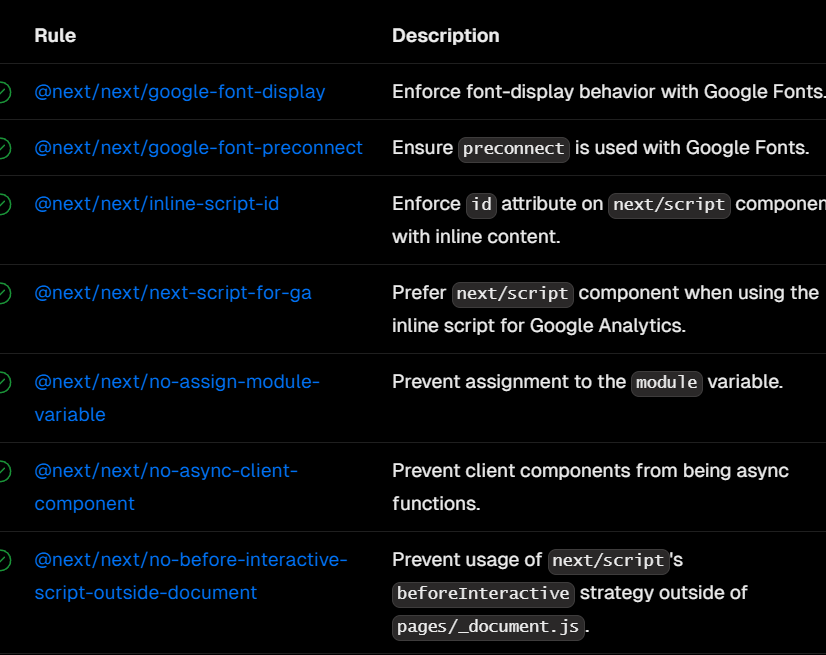 Rule Description
@next/next/google-font-display Enforce font-display behavior with Google Fonts.
@next/next/google-font-preconnect Ensure preconnect is used with Google Fonts.
@next/next/inline-script-id Enforce id attribute on next/script componen
with inline content.
@next/next/next-script-for-ga Prefer next/script component when using the
inline script for Google Analytics.
@next/next/no-assign-module- Prevent assignment to the module variable.
variable
@next/next/no-async-client- Prevent client components from being async
component functions.
@next/next/no-before-interactive- Prevent usage of next/script's
script-outside-document beforeInteractive strategy outside of
pages/_document.js.